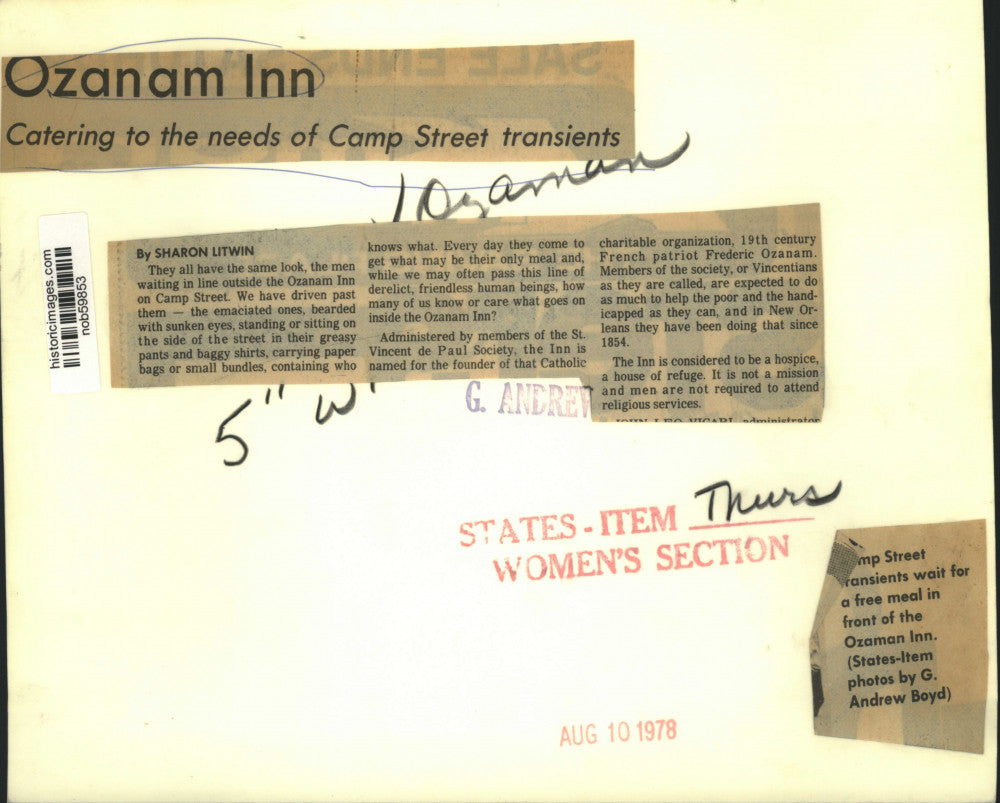 Ozanam Inn
Catering to the needs of Camp Street transients
Ozaman
historicimages.com
nob59853
By SHARON LITWIN
They all have the same look, the men
waiting in line outside the Ozanam Inn
on Camp Street. We have driven past
them — the emaciated ones, bearded
with sunken eyes, standing or sitting on
the side of the street in their greasy
pants and baggy shirts, carrying paper
bags or small bundles, containing who
knows what. Every day they come to
get what may be their only meal and,
while we may often pass this line of
derelict, friendless human beings, how
many of us know or care what goes on
inside the Ozanam Inn?
Administered by members of the St.
Vincent de Paul Society, the Inn is
named for the founder of that Catholic
charitable organization, 19th century
French patriot Frederic Ozanam.
Members of the society, or Vincentians
as they are called, are expected to do
as much to help the poor and the hand-
icapped as they can, and in New Or-
leans they have been doing that since
1854.
The Inn is considered to be a hospice,
a house of refuge. It is not a mission
and men are not required to attend
religious services.
JOHN LEO VICARI, administrator
5" w
G. ANDREW
STATES-ITEM Thurs
WOMEN'S SECTION
mp Street
ransients wait for
a free meal in
front of the
Ozaman Inn.
(States-Item
photos by G.
Andrew Boyd)
AUG 10 1978